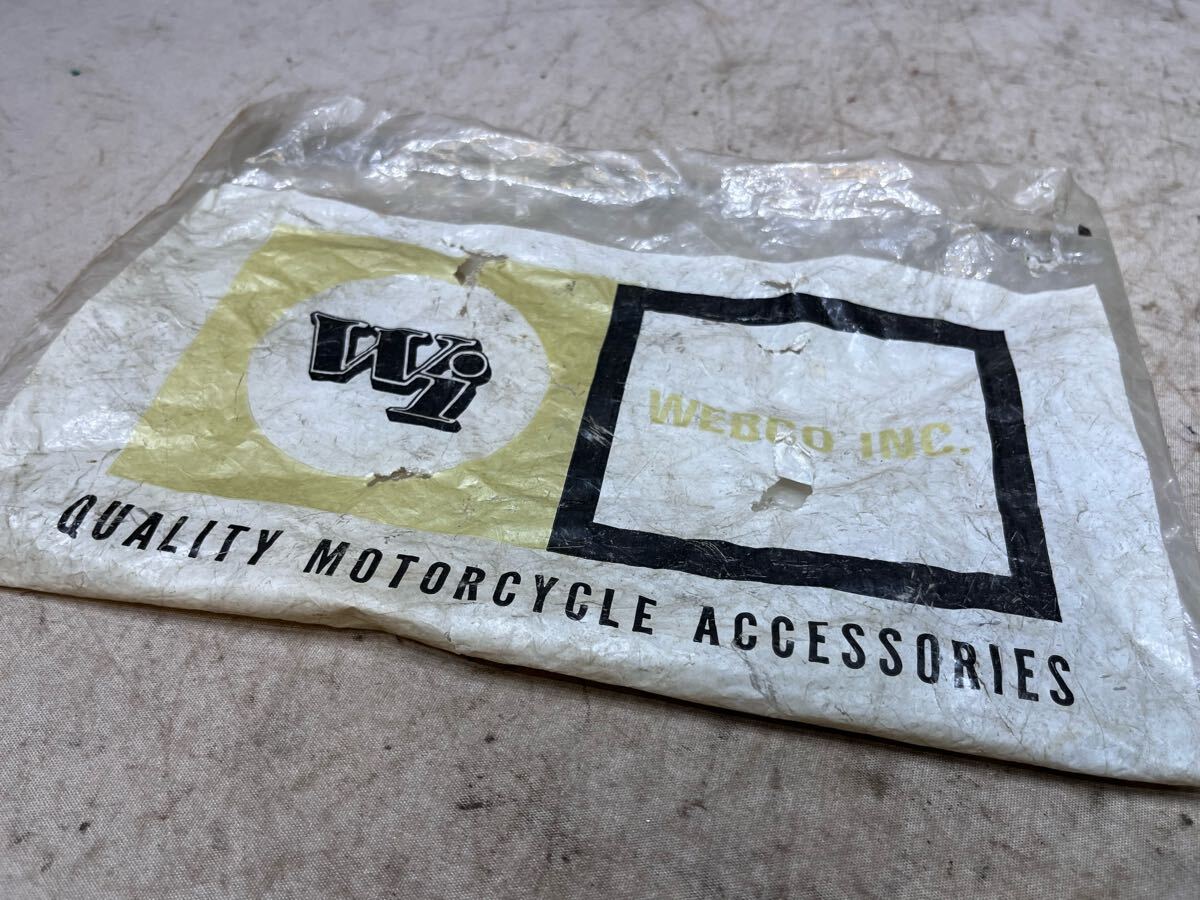 Wi
WEBCO INC.
QUALITY MOTORCYCLE ACCESSORIES